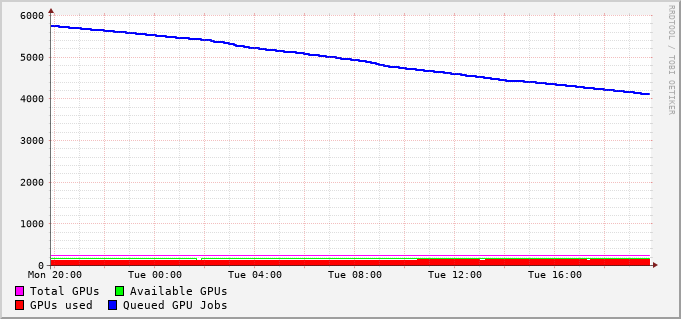 6000
5000
4000
3000
2000
1000
0
Mon 20:00 Tue 00:00 Tue 04:00 Tue 08:00 Tue 12:00 Tue 16:00
Total GPUs Available GPUs
GPUs used Queued GPU Jobs
RRDTOOL / TOBI OETIKER